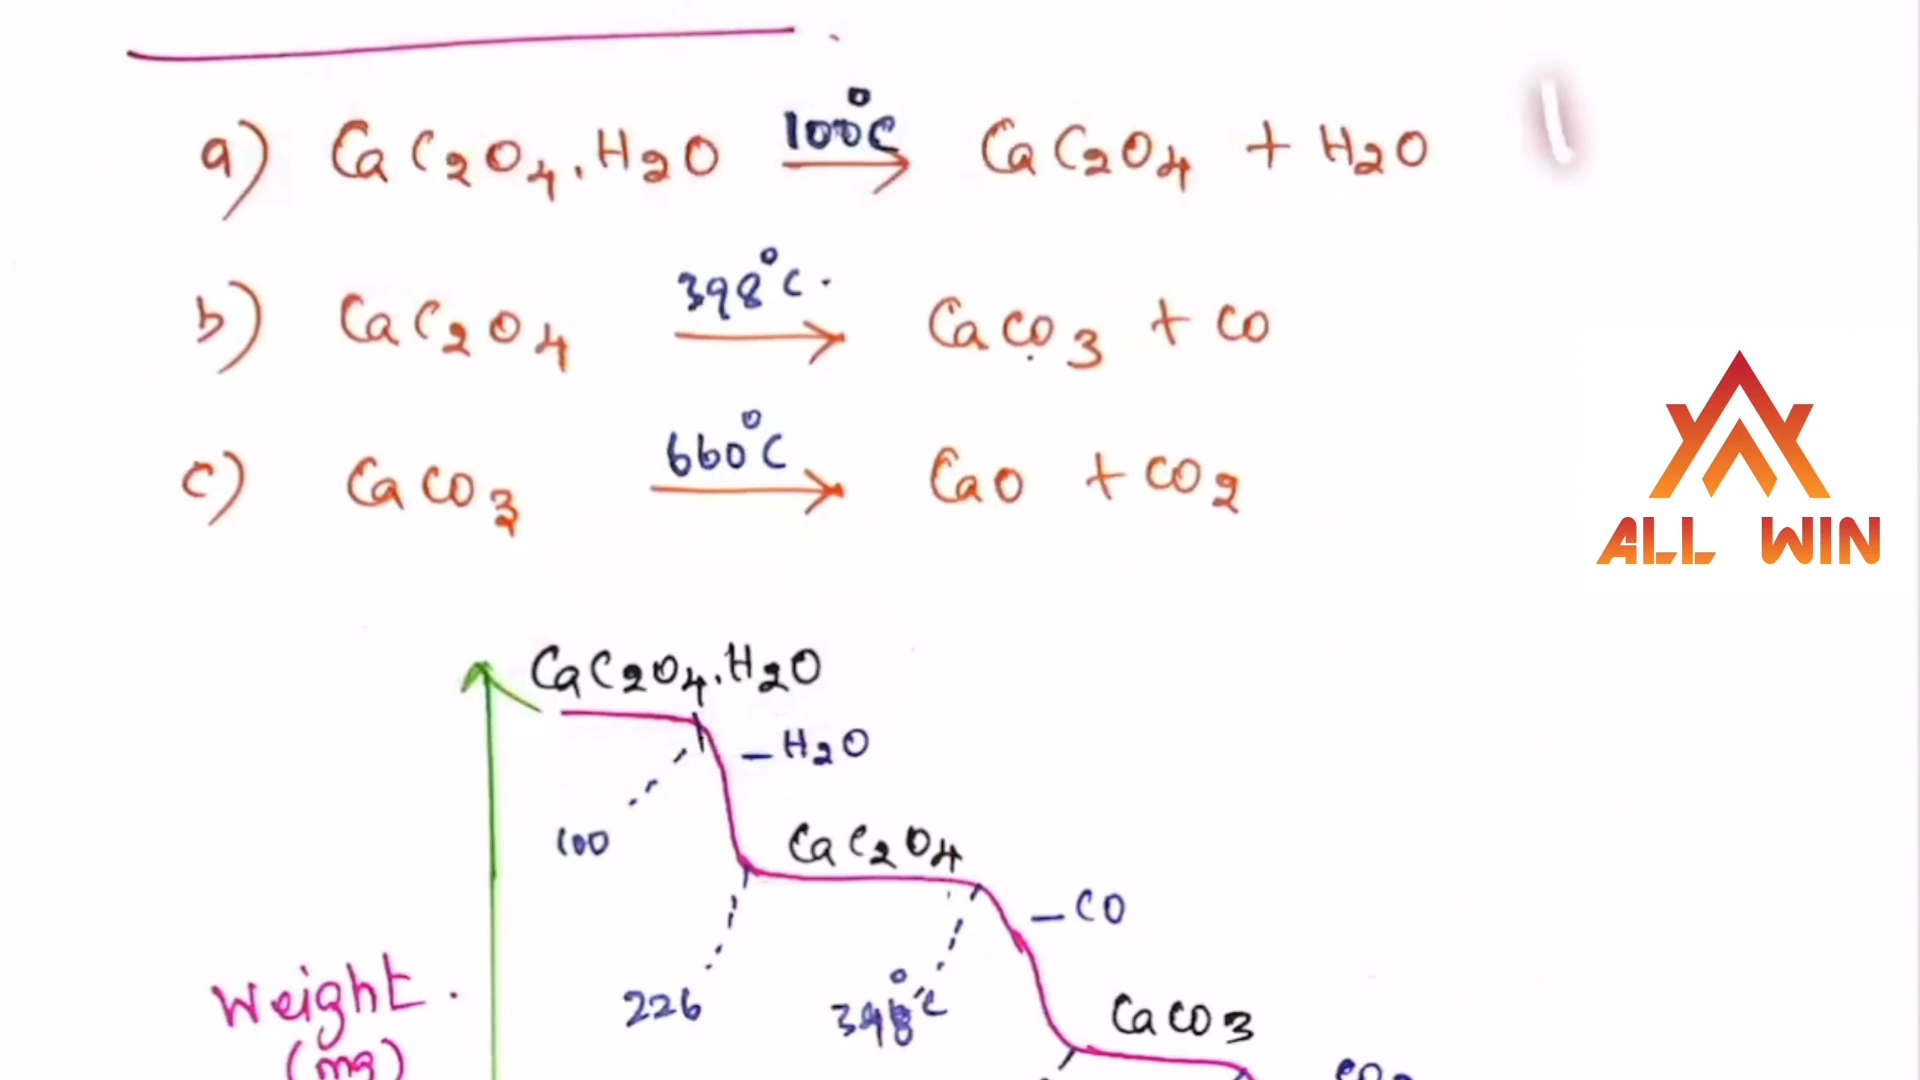 a) CaC2O4.H2O 100°C CaC2O4 + H2O
b) CaC2O4 398°C. CaCO3 + CO
c) CaCO3 660°C CaO + CO2
ALL WIN
CaC2O4.H2O
-H2O
100
CaC2O4
-CO
226
398°C
Weight.
(mg)
CaCO3